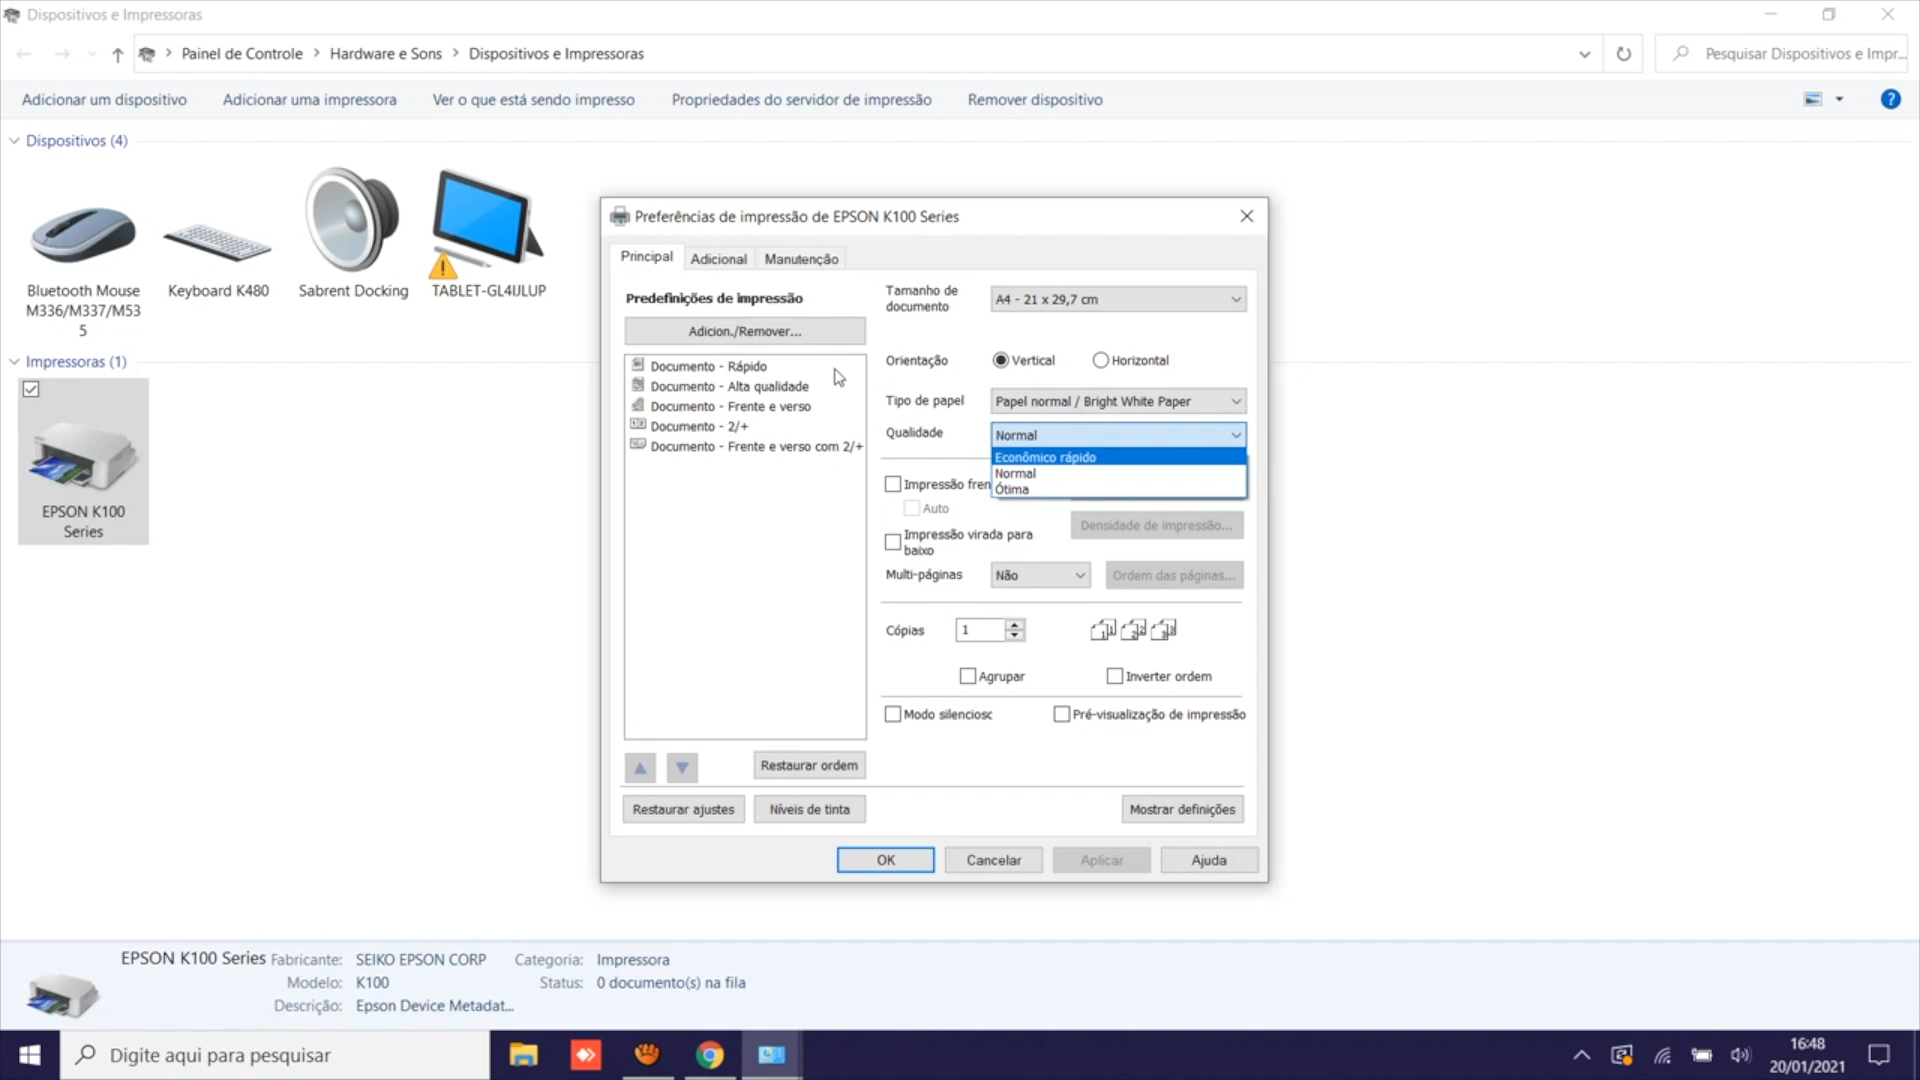 Dispositivos e Impressoras
Painel de Controle > Hardware e Sons > Dispositivos e Impressoras
Pesquisar Dispositivos e Impr...
Adicionar um dispositivo
Adicionar uma impressora
Ver o que está sendo impresso
Propriedades do servidor de impressão
Remover dispositivo
?
Dispositivos (4)
Bluetooth Mouse
M336/M337/M53
5
Keyboard K480
Sabrent Docking
TABLET-GL4IJLUP
Impressoras (1)
EPSON K100
Series
Preferências de impressão de EPSON K100 Series
Principal
Adicional
Manutenção
Predefinições de impressão
Adicion./Remover...
Documento - Rápido
Documento - Alta qualidade
Documento - Frente e verso
Documento - 2/+
Documento - Frente e verso com 2/+
Restaurar ordem
Restaurar ajustes
Níveis de tinta
Tamanho de
documento
A4 - 21 x 29,7 cm
Orientação
Vertical
Horizontal
Tipo de papel
Papel normal / Bright White Paper
Qualidade
Normal
Econômico rápido
Normal
Ótima
Impressão fren
Auto
Impressão virada para
baixo
Densidade de impressão...
Multi-páginas
Não
Ordem das páginas...
Cópias
1
Agrupar
Inverter ordem
Modo silenciosc
Pré-visualização de impressão
Mostrar definições
OK
Cancelar
Aplicar
Ajuda
EPSON K100 Series
Fabricante: SEIKO EPSON CORP
Categoria: Impressora
Modelo: K100
Status: 0 documento(s) na fila
Descrição: Epson Device Metadat...
Digite aqui para pesquisar
16:48
20/01/2021